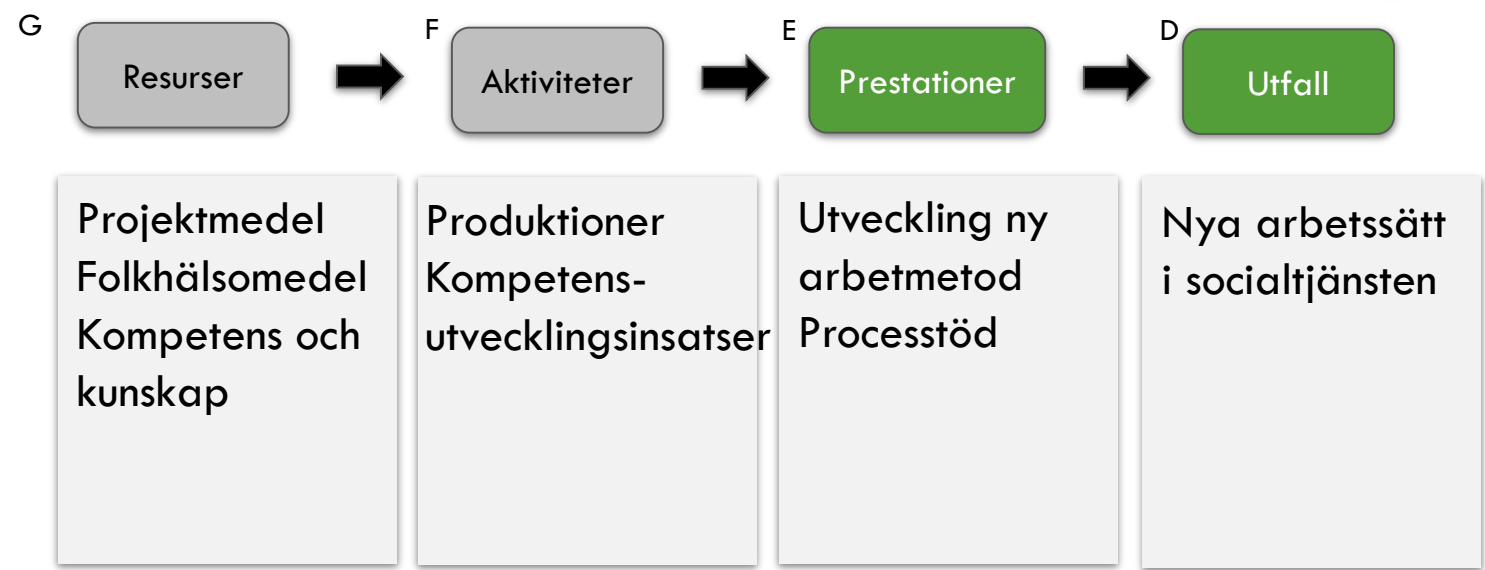 G
Resurser
F
Aktiviteter
E
Prestationer
D
Utfall
Projektmedel
Folkhälsomedel
Kompetens och
kunskap
Produktioner
Kompetens-
utvecklingsinsatser
Utveckling ny
arbetmetod
Processtöd
Nya arbetssätt
i socialtjänsten